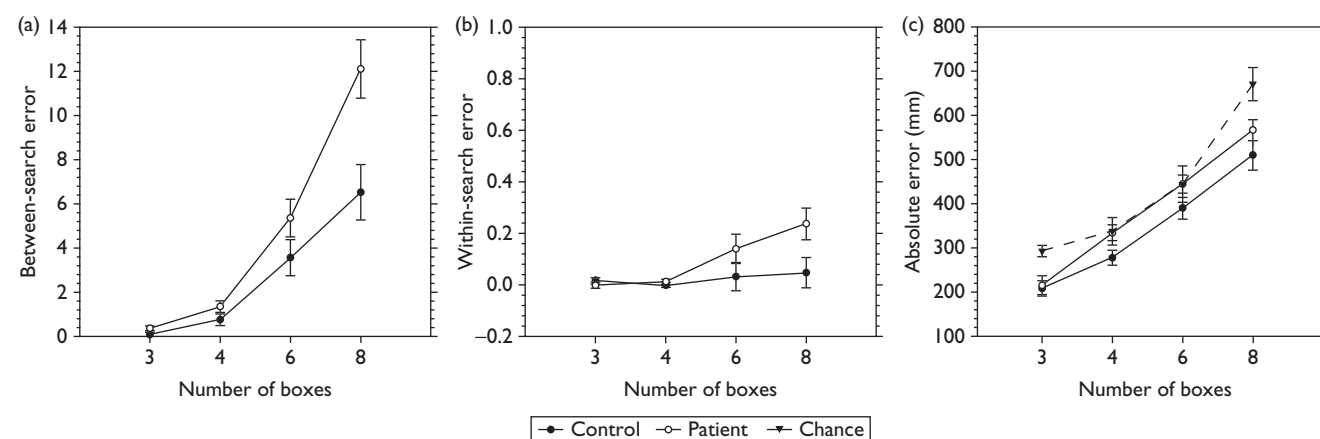 (a)
Between-search error
14
12
10
8
6
4
2
0
3 4 6 8
Number of boxes
(b)
Within-search error
1.0
0.8
0.6
0.4
0.2
0.0
–0.2
3 4 6 8
Number of boxes
(c)
Absolute error (mm)
800
700
600
500
400
300
200
100
3 4 6 8
Number of boxes
Control Patient Chance